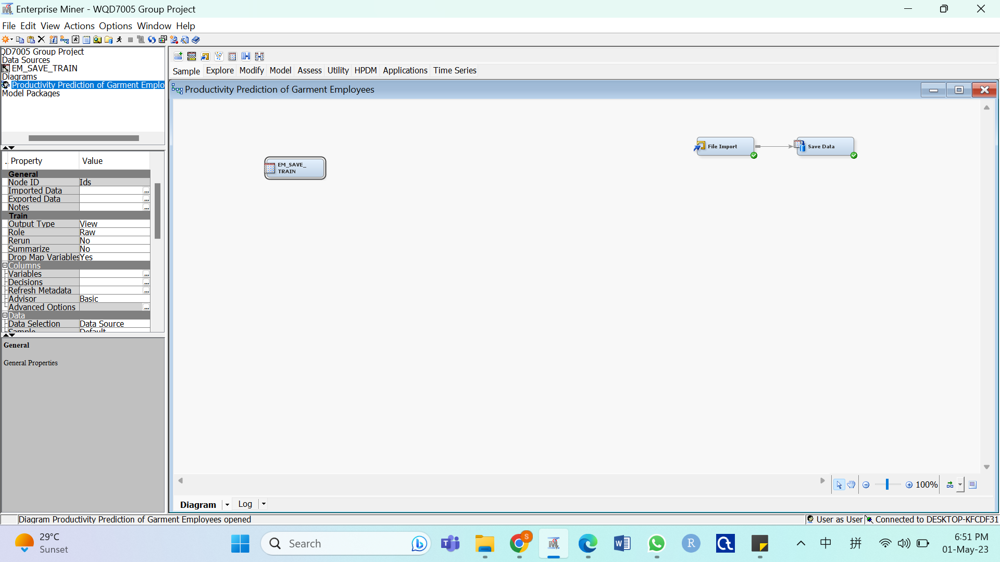 Enterprise Miner - WQD7005 Group Project
File Edit View Actions Options Window Help
QD7005 Group Project
Data Sources
EM_SAVE_TRAIN
Diagrams
Productivity Prediction of Garment Emplo
Model Packages
Sample Explore Modify Model Assess Utility HPDM Applications Time Series
Productivity Prediction of Garment Employees
EM_SAVE_
TRAIN
File Import
Save Data
. Property Value
General
Node ID Ids
Imported Data ...
Exported Data ...
Notes ...
Train
Output Type View
Role Raw
Rerun No
Summarize No
Drop Map Variables Yes
Columns
Variables ...
Decisions ...
Refresh Metadata ...
Advisor Basic
Advanced Options ...
Data
Data Selection Data Source
Sample Default
General
General Properties
100%
Diagram Log
Diagram Productivity Prediction of Garment Employees opened
User as User Connected to DESKTOP-KFCDF31
29°C
Sunset
Search
S
T
W
R
中
拼
6:51 PM
01-May-23